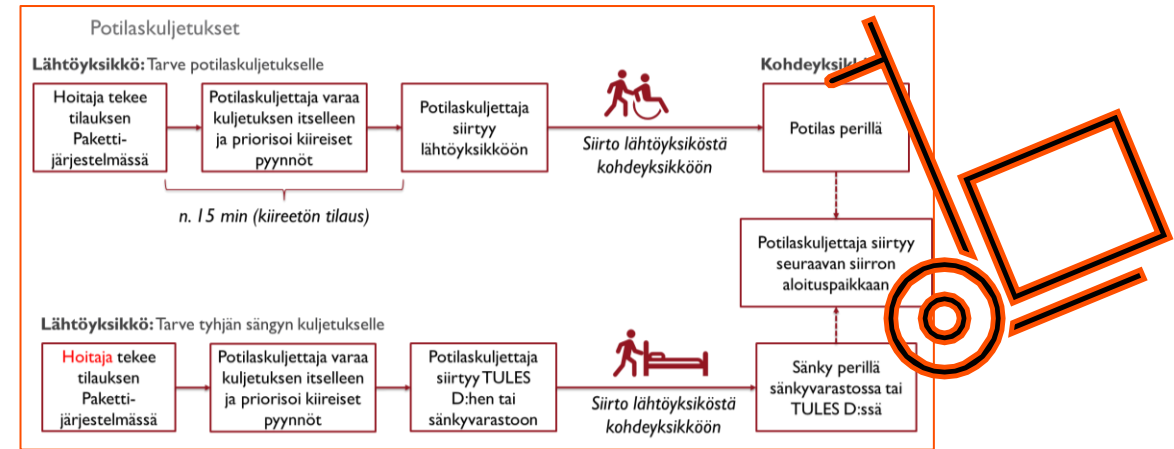 Potilaskuljetukset
Lähtöyksikkö: Tarve potilaskuljetukselle
Hoitaja tekee
tilauksen
Paketti-
järjestelmässä
Potilaskuljettaja varaa
kuljetuksen itselleen
ja priorisoi kiireiset
pyynnöt
Potilaskuljettaja
siirtyy
lähtöyksikköön
Siirto lähtöyksiköstä
kohdeyksikköön
Potilas perillä
n. 15 min (kiireetön tilaus)
Potilaskuljettaja siirtyy
seuraavan siirron
aloituspaikkaan
Lähtöyksikkö: Tarve tyhjän sängyn kuljetukselle
Hoitaja tekee
tilauksen
Paketti-
järjestelmässä
Potilaskuljettaja varaa
kuljetuksen itselleen
ja priorisoi kiireiset
pyynnöt
Potilaskuljettaja
siirtyy TULES
D:hen tai
sänkyvarastoon
Siirto lähtöyksiköstä
kohdeyksikköön
Sänky perillä
sänkyvarastossa tai
TULES D:ssä